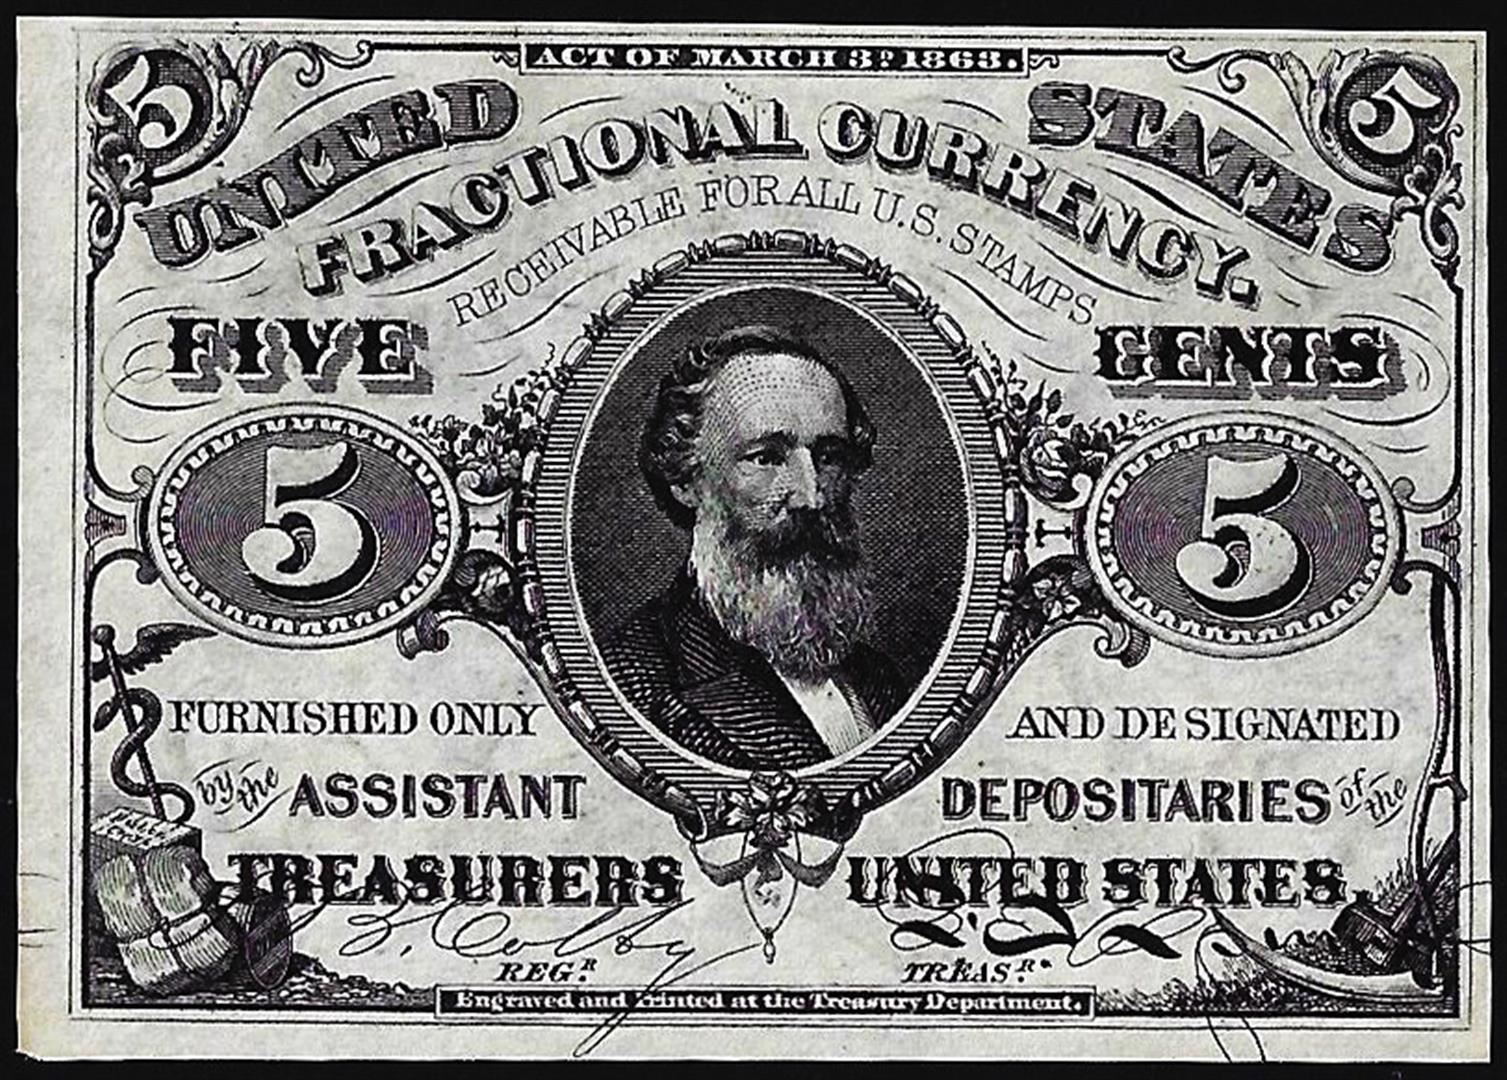 ACT OF MARCH 3D 1863.
5 5
UNITED STATES
FRACTIONAL CURRENCY.
RECEIVABLE FOR ALL U.S. STAMPS
FIVE CENTS
5 5
FURNISHED ONLY AND DESIGNATED
by the ASSISTANT DEPOSITARIES of the
TREASURERS UNITED STATES.
S. B. Colby
REG.R TREAS.R
Engraved and Printed at the Treasury Department.